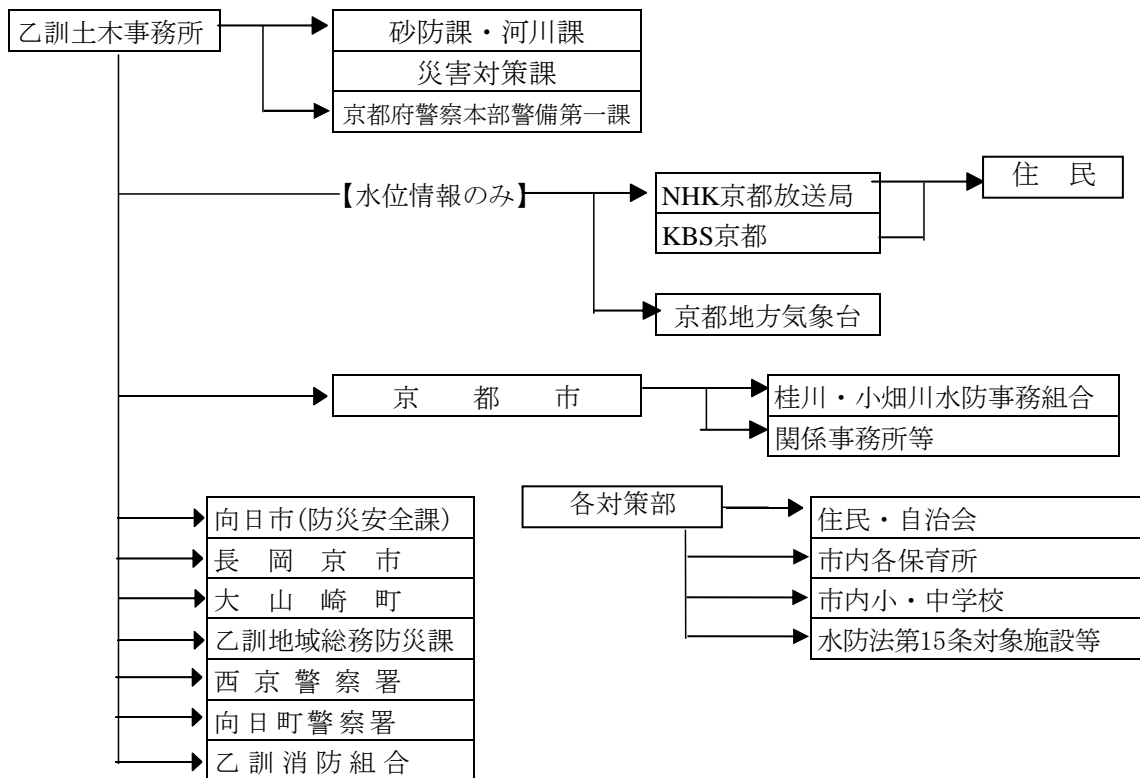 乙訓土木事務所
砂防課・河川課
災害対策課
京都府警察本部警備第一課
【水位情報のみ】
NHK京都放送局
KBS京都
住 民
京都地方気象台
京 都 市
桂川・小畑川水防事務組合
関係事務所等
向日市(防災安全課)
長 岡 京 市
大 山 崎 町
乙訓地域総務防災課
西 京 警 察 署
向 日 町 警 察 署
乙 訓 消 防 組 合
各対策部
住民・自治会
市内各保育所
市内小・中学校
水防法第15条対象施設等